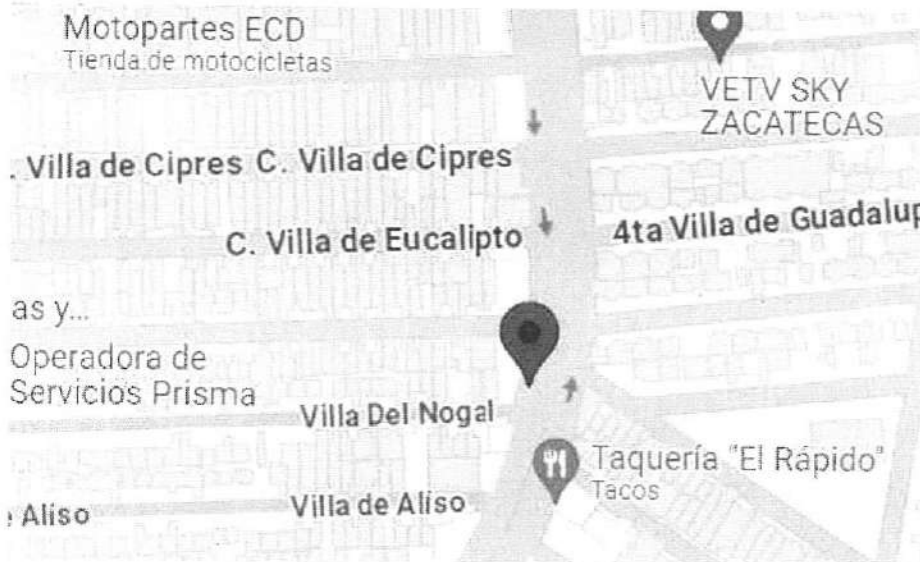 Motopartes ECD
Tienda de motocicletas
VETV SKY
ZACATECAS
. Villa de Cipres C. Villa de Cipres
C. Villa de Eucalipto
4ta Villa de Guadalup
as y...
Operadora de
Servicios Prisma
Villa Del Nogal
Taquería "El Rápido"
Tacos
e Aliso
Villa de Aliso